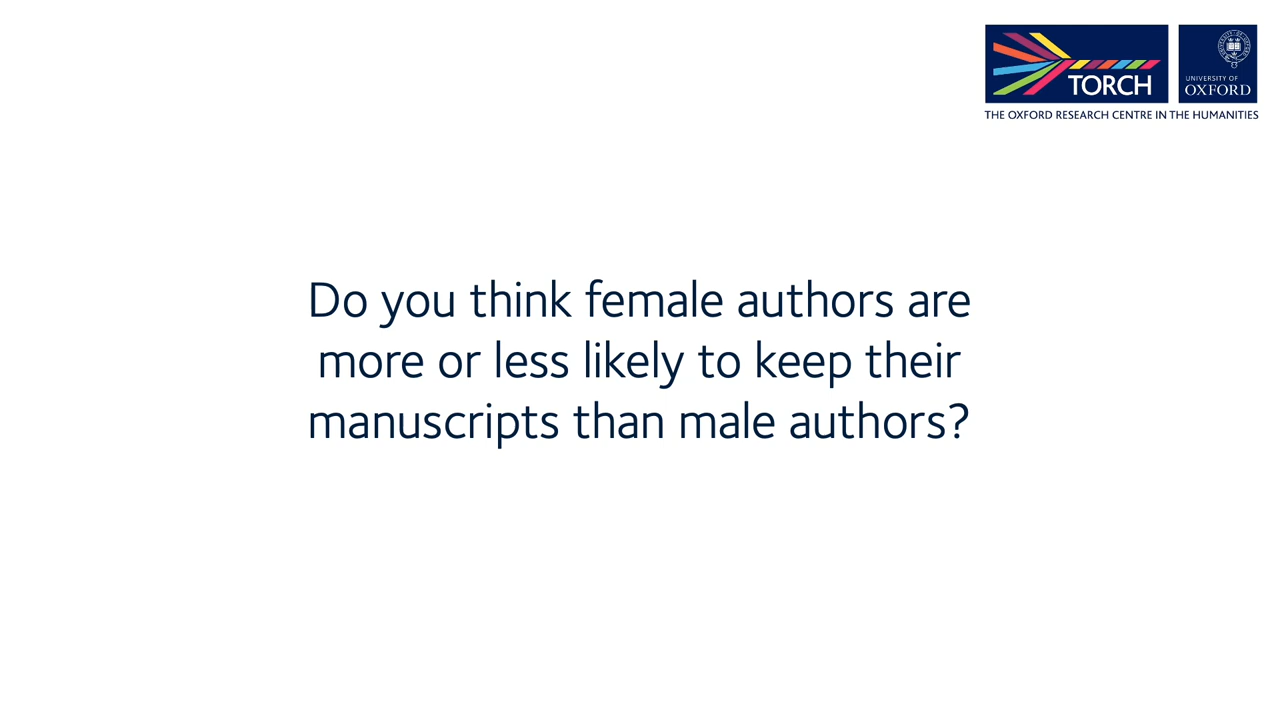 TORCH
UNIVERSITY OF
OXFORD
THE OXFORD RESEARCH CENTRE IN THE HUMANITIES
Do you think female authors are
more or less likely to keep their
manuscripts than male authors?